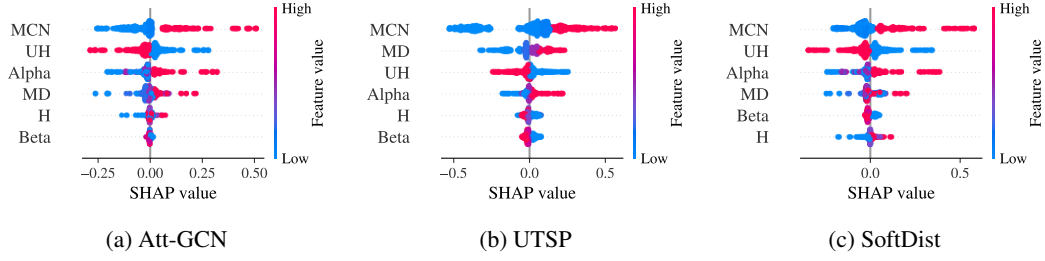 High
MCN
UH
Alpha
MD
H
Beta
Feature value
Low
−0.25 0.00 0.25 0.50
SHAP value
(a) Att-GCN
High
MCN
MD
UH
Alpha
H
Beta
Feature value
Low
−0.5 0.0 0.5
SHAP value
(b) UTSP
High
MCN
UH
Alpha
MD
Beta
H
Feature value
Low
0.0 0.5
SHAP value
(c) SoftDist